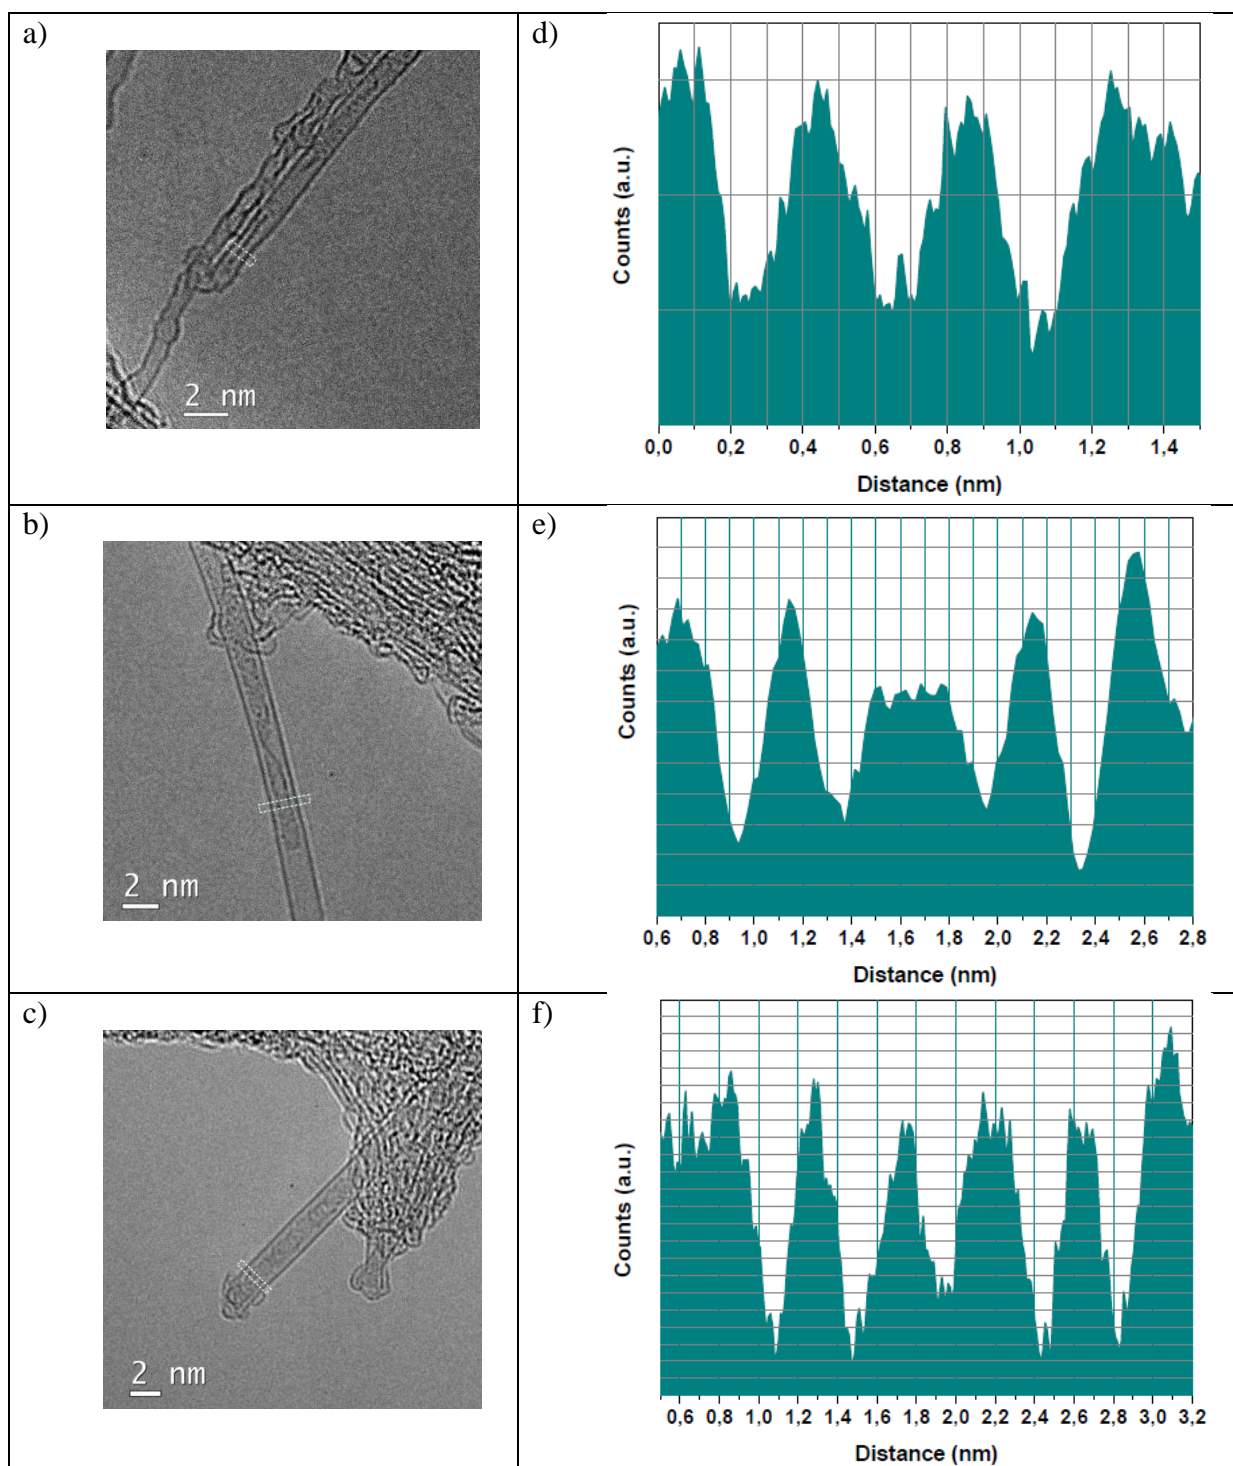 a)
2 nm
d)
Counts (a.u.)
0,0 0,2 0,4 0,6 0,8 1,0 1,2 1,4
Distance (nm)
b)
2 nm
e)
Counts (a.u.)
0,6 0,8 1,0 1,2 1,4 1,6 1,8 2,0 2,2 2,4 2,6 2,8
Distance (nm)
c)
2 nm
f)
Counts (a.u.)
0,6 0,8 1,0 1,2 1,4 1,6 1,8 2,0 2,2 2,4 2,6 2,8 3,0 3,2
Distance (nm)